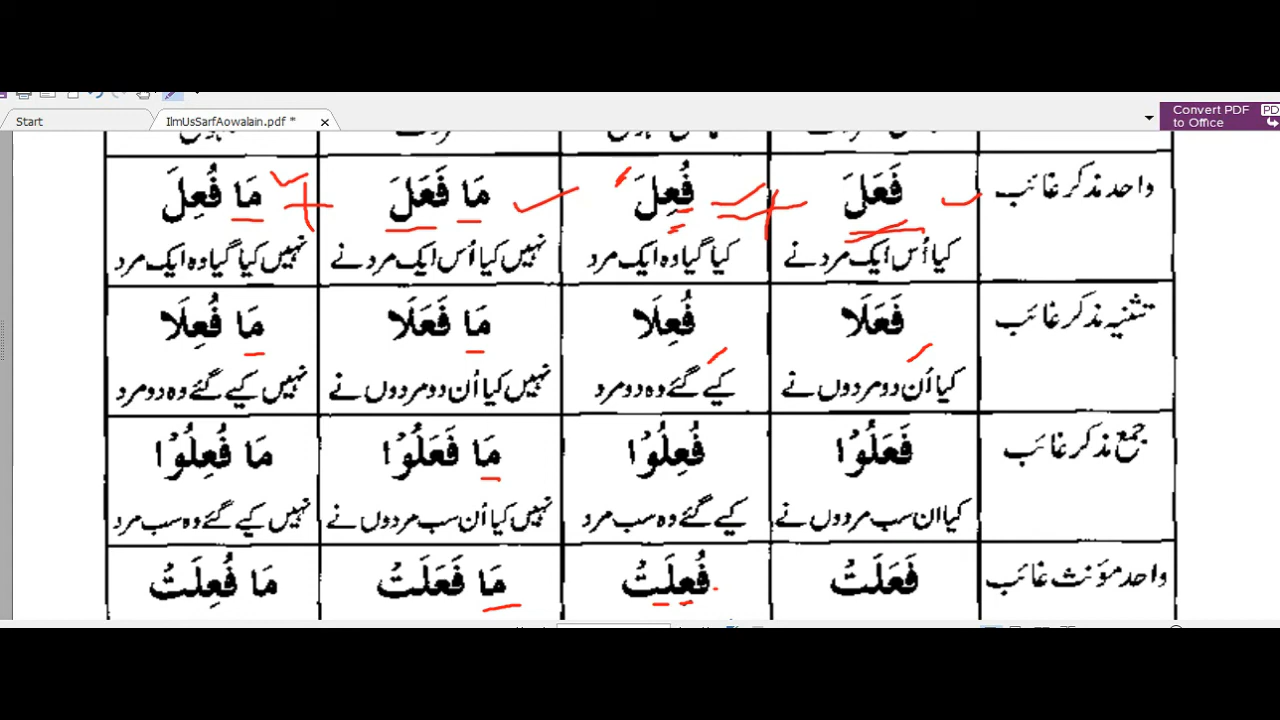 Convert PDF
to Office
PD
Start
IlmUsSarfAowalain.pdf *
واحد مذکر غائب
فَعَلَ
فُعِلَ
مَا فَعَلَ
مَا فُعِلَ
کیا اُس ایک مرد نے
کیا گیا وہ ایک مرد
نہیں کیا اُس ایک مرد نے
نہیں کیا گیا وہ ایک مرد
تثنیہ مذکر غائب
فَعَلَا
فُعِلَا
مَا فَعَلَا
مَا فُعِلَا
کیا اُن دو مردوں نے
کیے گئے وہ دو مرد
نہیں کیا اُن دو مردوں نے
نہیں کیے گئے وہ دو مرد
جمع مذکر غائب
فَعَلُوْا
فُعِلُوْا
مَا فَعَلُوْا
مَا فُعِلُوْا
کیا ان سب مردوں نے
کیے گئے وہ سب مرد
نہیں کیا اُن سب مردوں نے
نہیں کیے گئے وہ سب مرد
واحد مؤنث غائب
فَعَلَتْ
فُعِلَتْ
مَا فَعَلَتْ
مَا فُعِلَتْ